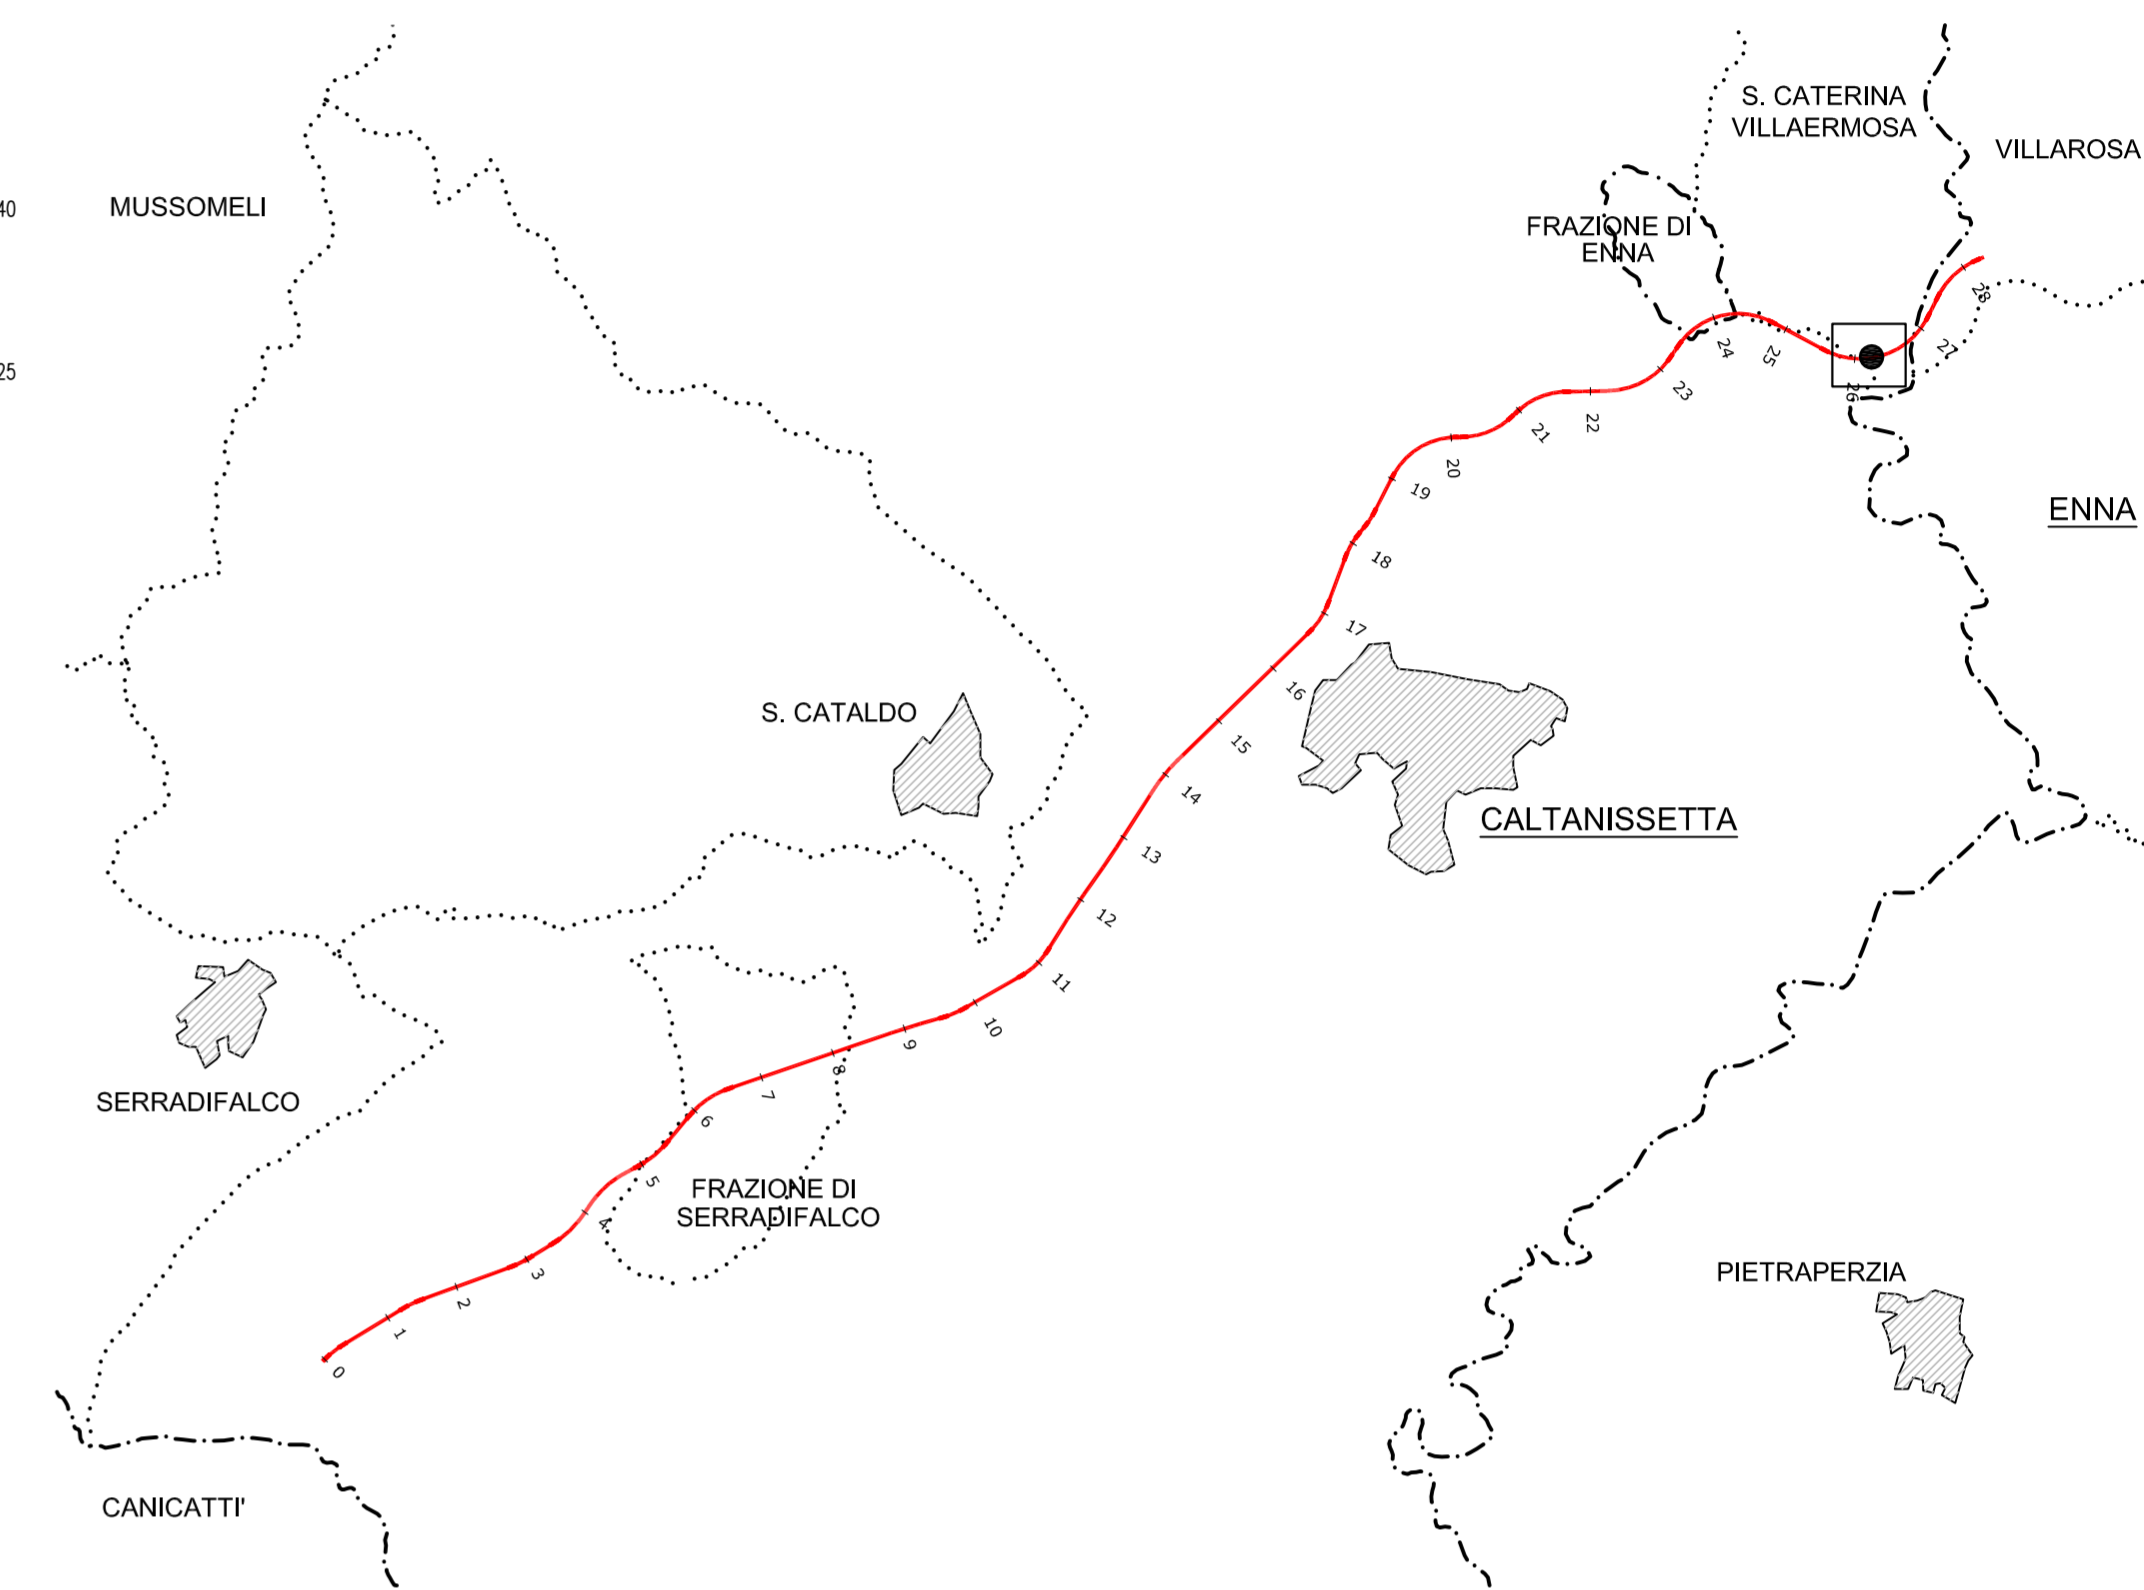 S. CATERINA
VILLAERMOSA
VILLAROSA
40
MUSSOMELI
FRAZIONE DI
ENNA
25
28
27
26
25
24
23
22
21
20
19
18
17
16
15
14
13
12
11
10
9
8
7
6
5
4
3
2
1
0
ENNA
S. CATALDO
CALTANISSETTA
SERRADIFALCO
FRAZIONE DI
SERRADIFALCO
PIETRAPERZIA
CANICATTI'